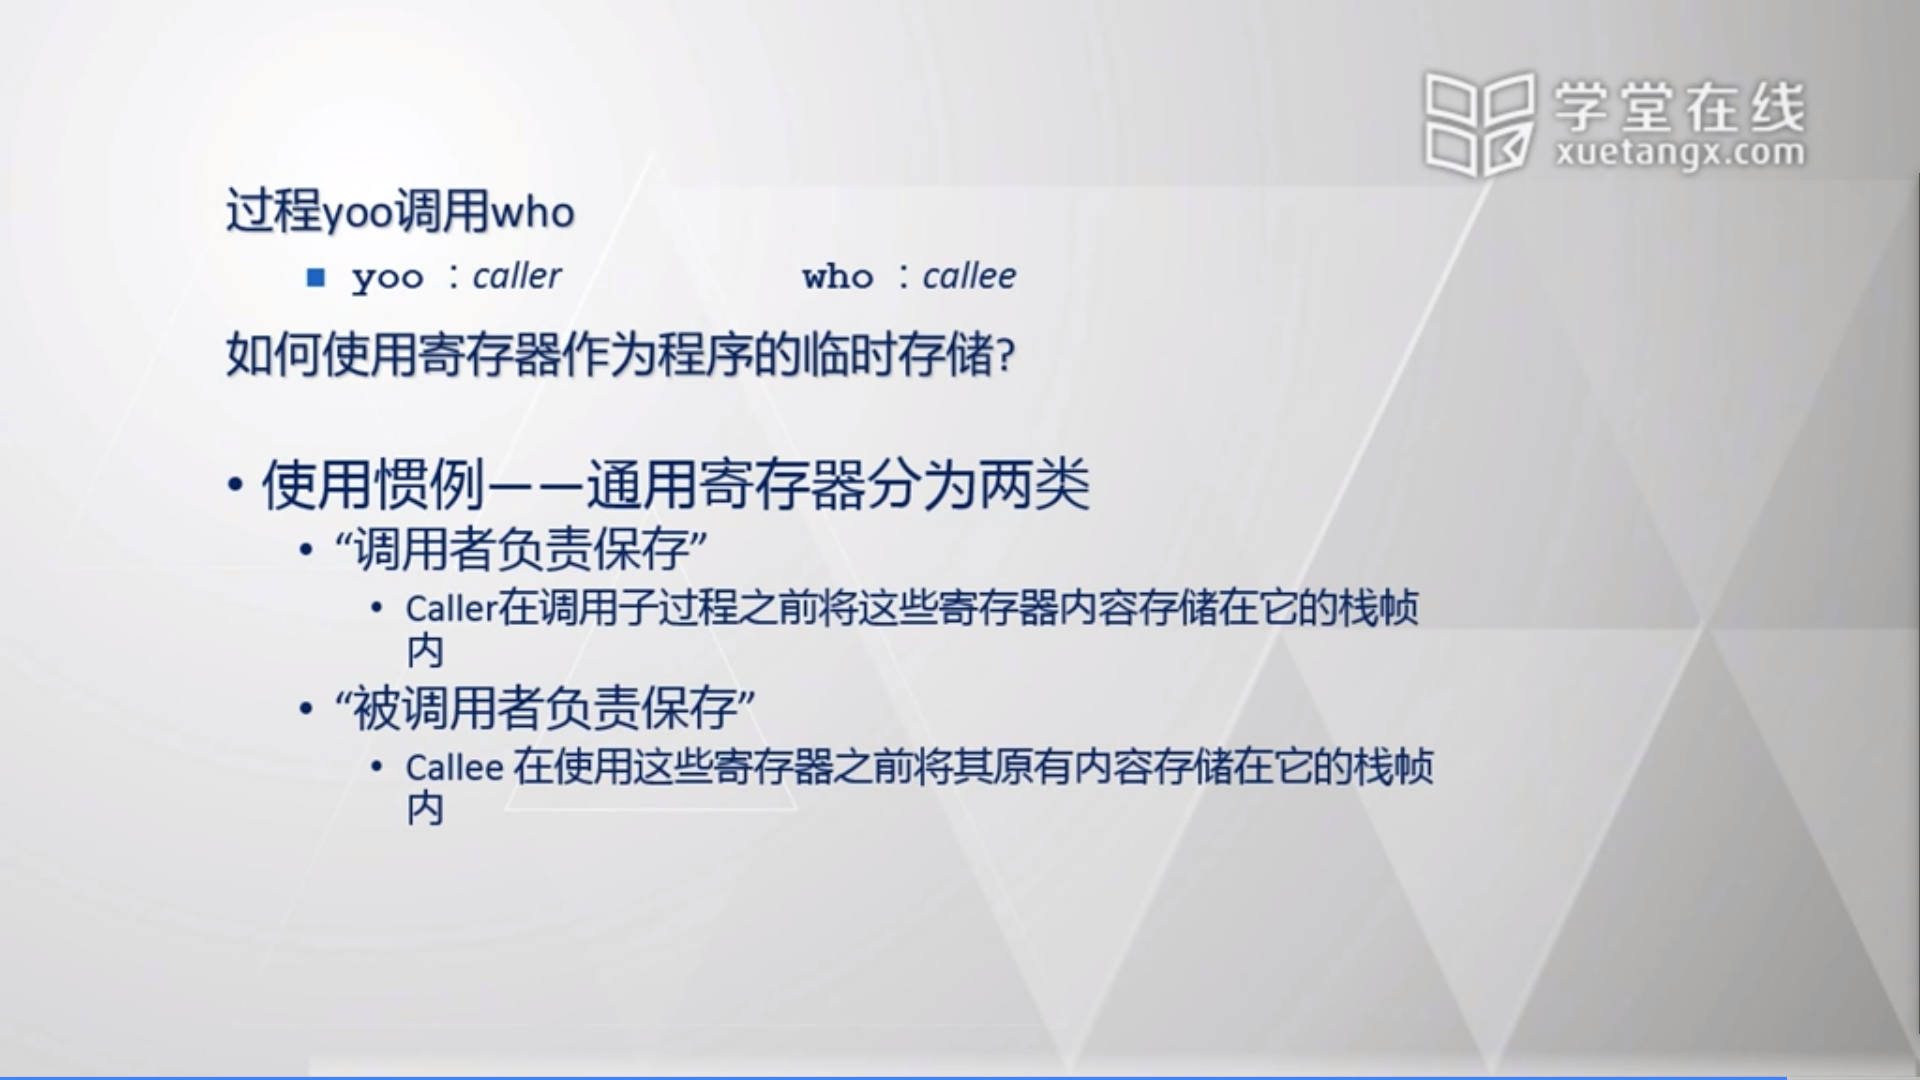 学堂在线
xuetangx.com
过程yoo调用who
■ yoo ：caller who ：callee
如何使用寄存器作为程序的临时存储?
• 使用惯例——通用寄存器分为两类
• “调用者负责保存”
• Caller在调用子过程之前将这些寄存器内容存储在它的栈帧
内
• “被调用者负责保存”
• Callee 在使用这些寄存器之前将其原有内容存储在它的栈帧
内